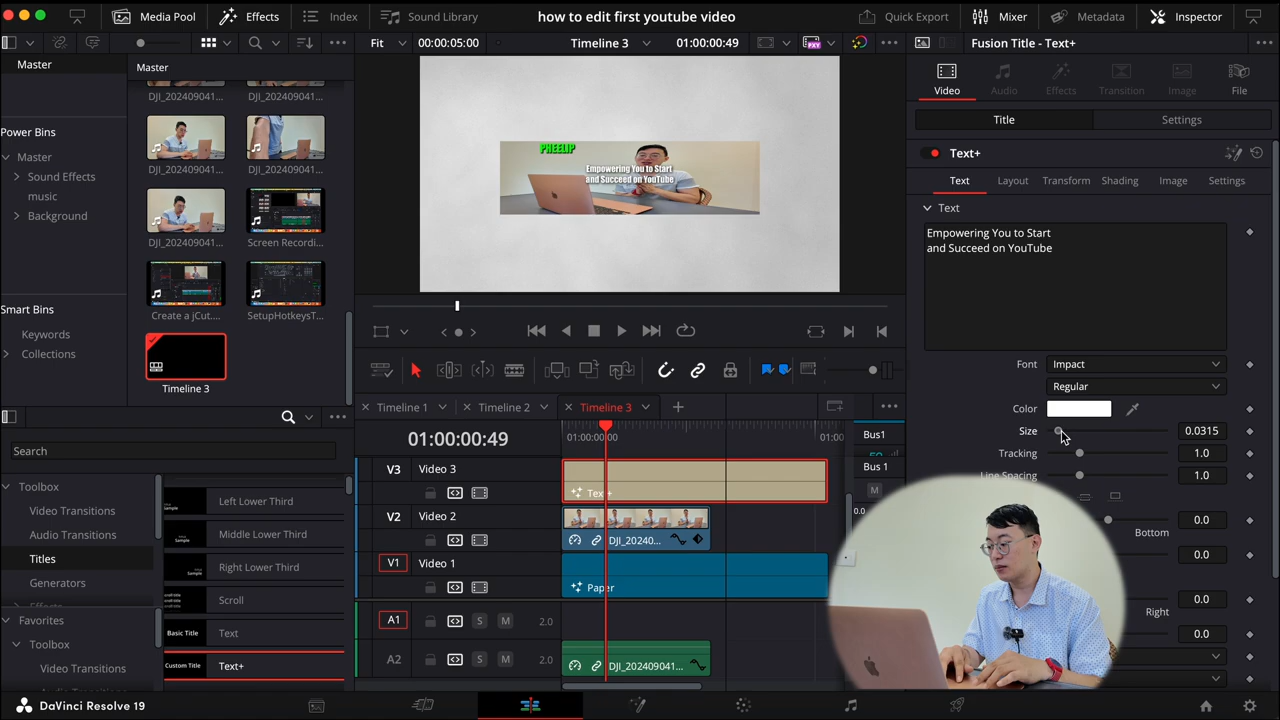 Media Pool
Effects
Index
Sound Library
how to edit first youtube video
Quick Export
Mixer
Metadata
Inspector
Fit
00:00:05:00
Timeline 3
01:00:00:49
Fusion Title - Text+
Master
Master
Power Bins
Master
Sound Effects
music
Background
Smart Bins
Keywords
Collections
DJI_202409041...
DJI_202409041...
DJI_202409041...
DJI_202409041...
DJI_202409041...
Screen Recordi...
Create a jCut....
SetupHotkeysT...
Timeline 3
PHEELIP
Empowering You to Start
and Succeed on YouTube
Video
Audio
Effects
Transition
Image
File
Title
Settings
Text+
Text
Layout
Transform
Shading
Image
Settings
Text
Empowering You to Start
and Succeed on YouTube
Font
Impact
Regular
Color
Size
0.0315
Tracking
1.0
Line Spacing
1.0
0.0
Bottom
0.0
0.0
Right
0.0
Search
Toolbox
Video Transitions
Audio Transitions
Titles
Generators
Effects
Favorites
Toolbox
Video Transitions
Audio Transitions
Left Lower Third
Middle Lower Third
Right Lower Third
Scroll
Basic Title
Text
Custom Title
Text+
Timeline 1
Timeline 2
Timeline 3
01:00:00:49
01:00:00:00
01:00
V3
Video 3
Text+
V2
Video 2
DJI_20240...
V1
Video 1
Paper
A1
S
M
2.0
A2
S
M
2.0
DJI_202409041...
Bus1
Bus 1
M
0.0
DaVinci Resolve 19